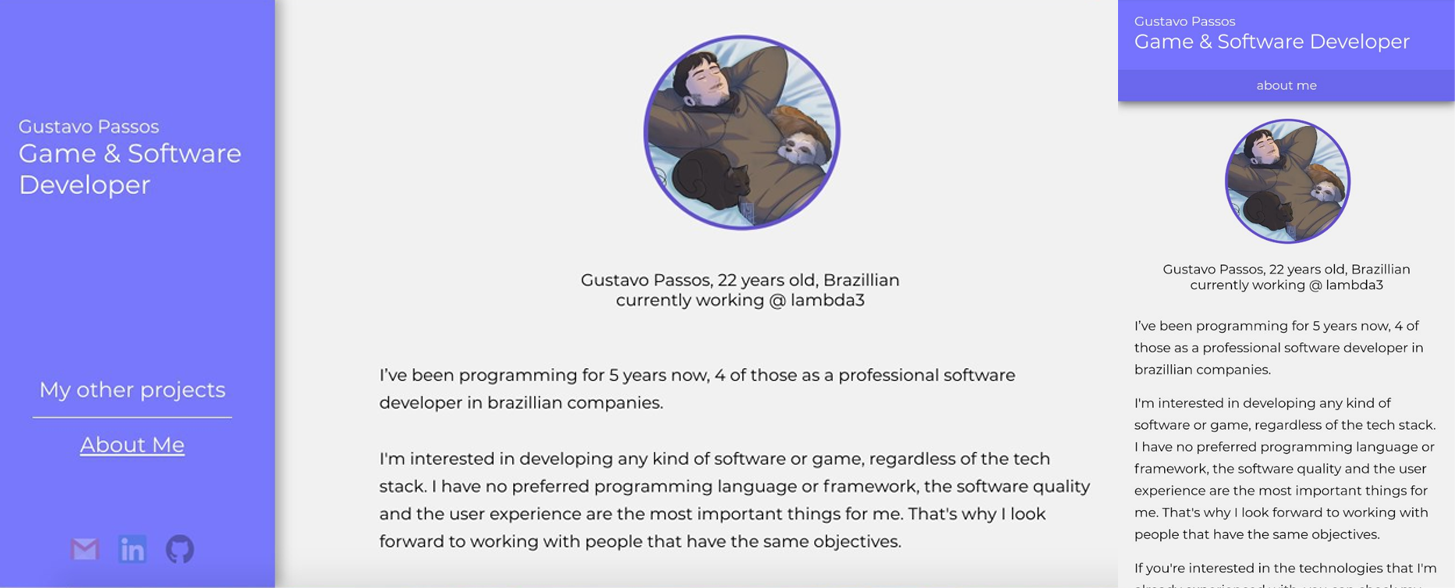 Gustavo Passos
Game & Software
Developer
My other projects
About Me
Gustavo Passos, 22 years old, Brazillian
currently working @ lambda3
I've been programming for 5 years now, 4 of those as a professional software
developer in brazillian companies.
I'm interested in developing any kind of software or game, regardless of the tech
stack. I have no preferred programming language or framework, the software quality
and the user experience are the most important things for me. That's why I look
forward to working with people that have the same objectives.
Gustavo Passos
Game & Software Developer
about me
Gustavo Passos, 22 years old, Brazillian
currently working @ lambda3
I've been programming for 5 years now, 4 of
those as a professional software developer in
brazillian companies.
I'm interested in developing any kind of
software or game, regardless of the tech stack.
I have no preferred programming language or
framework, the software quality and the user
experience are the most important things for
me. That's why I look forward to working with
people that have the same objectives.
If you're interested in the technologies that I'm